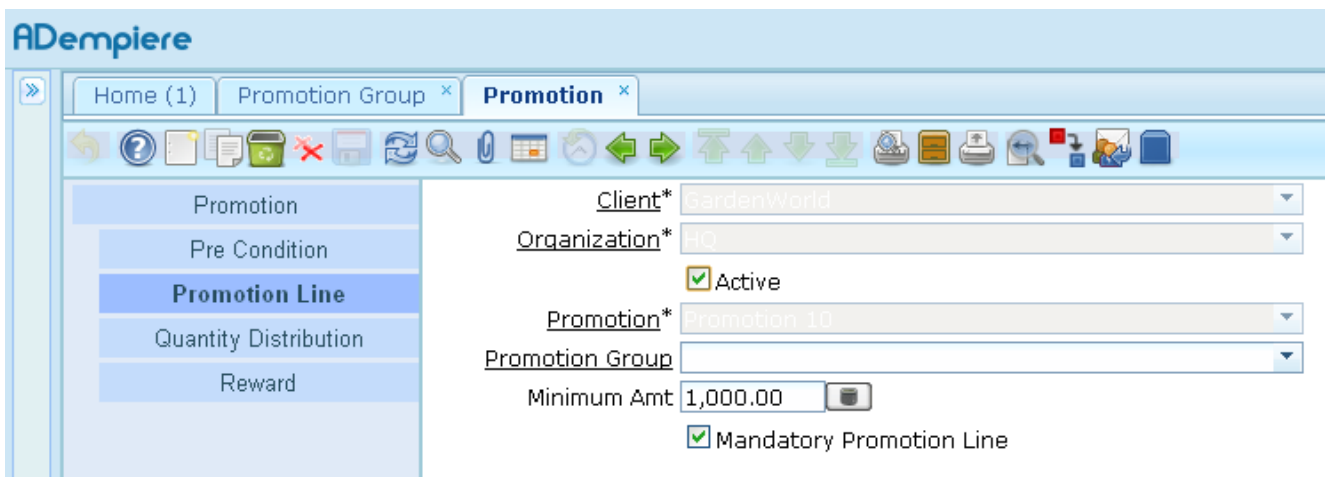 ADempiere
Home (1) Promotion Group × Promotion ×
Promotion
Pre Condition
Promotion Line
Quantity Distribution
Reward
Client* GardenWorld
Organization* HQ
Active
Promotion* Promotion 10
Promotion Group
Minimum Amt 1,000.00
Mandatory Promotion Line